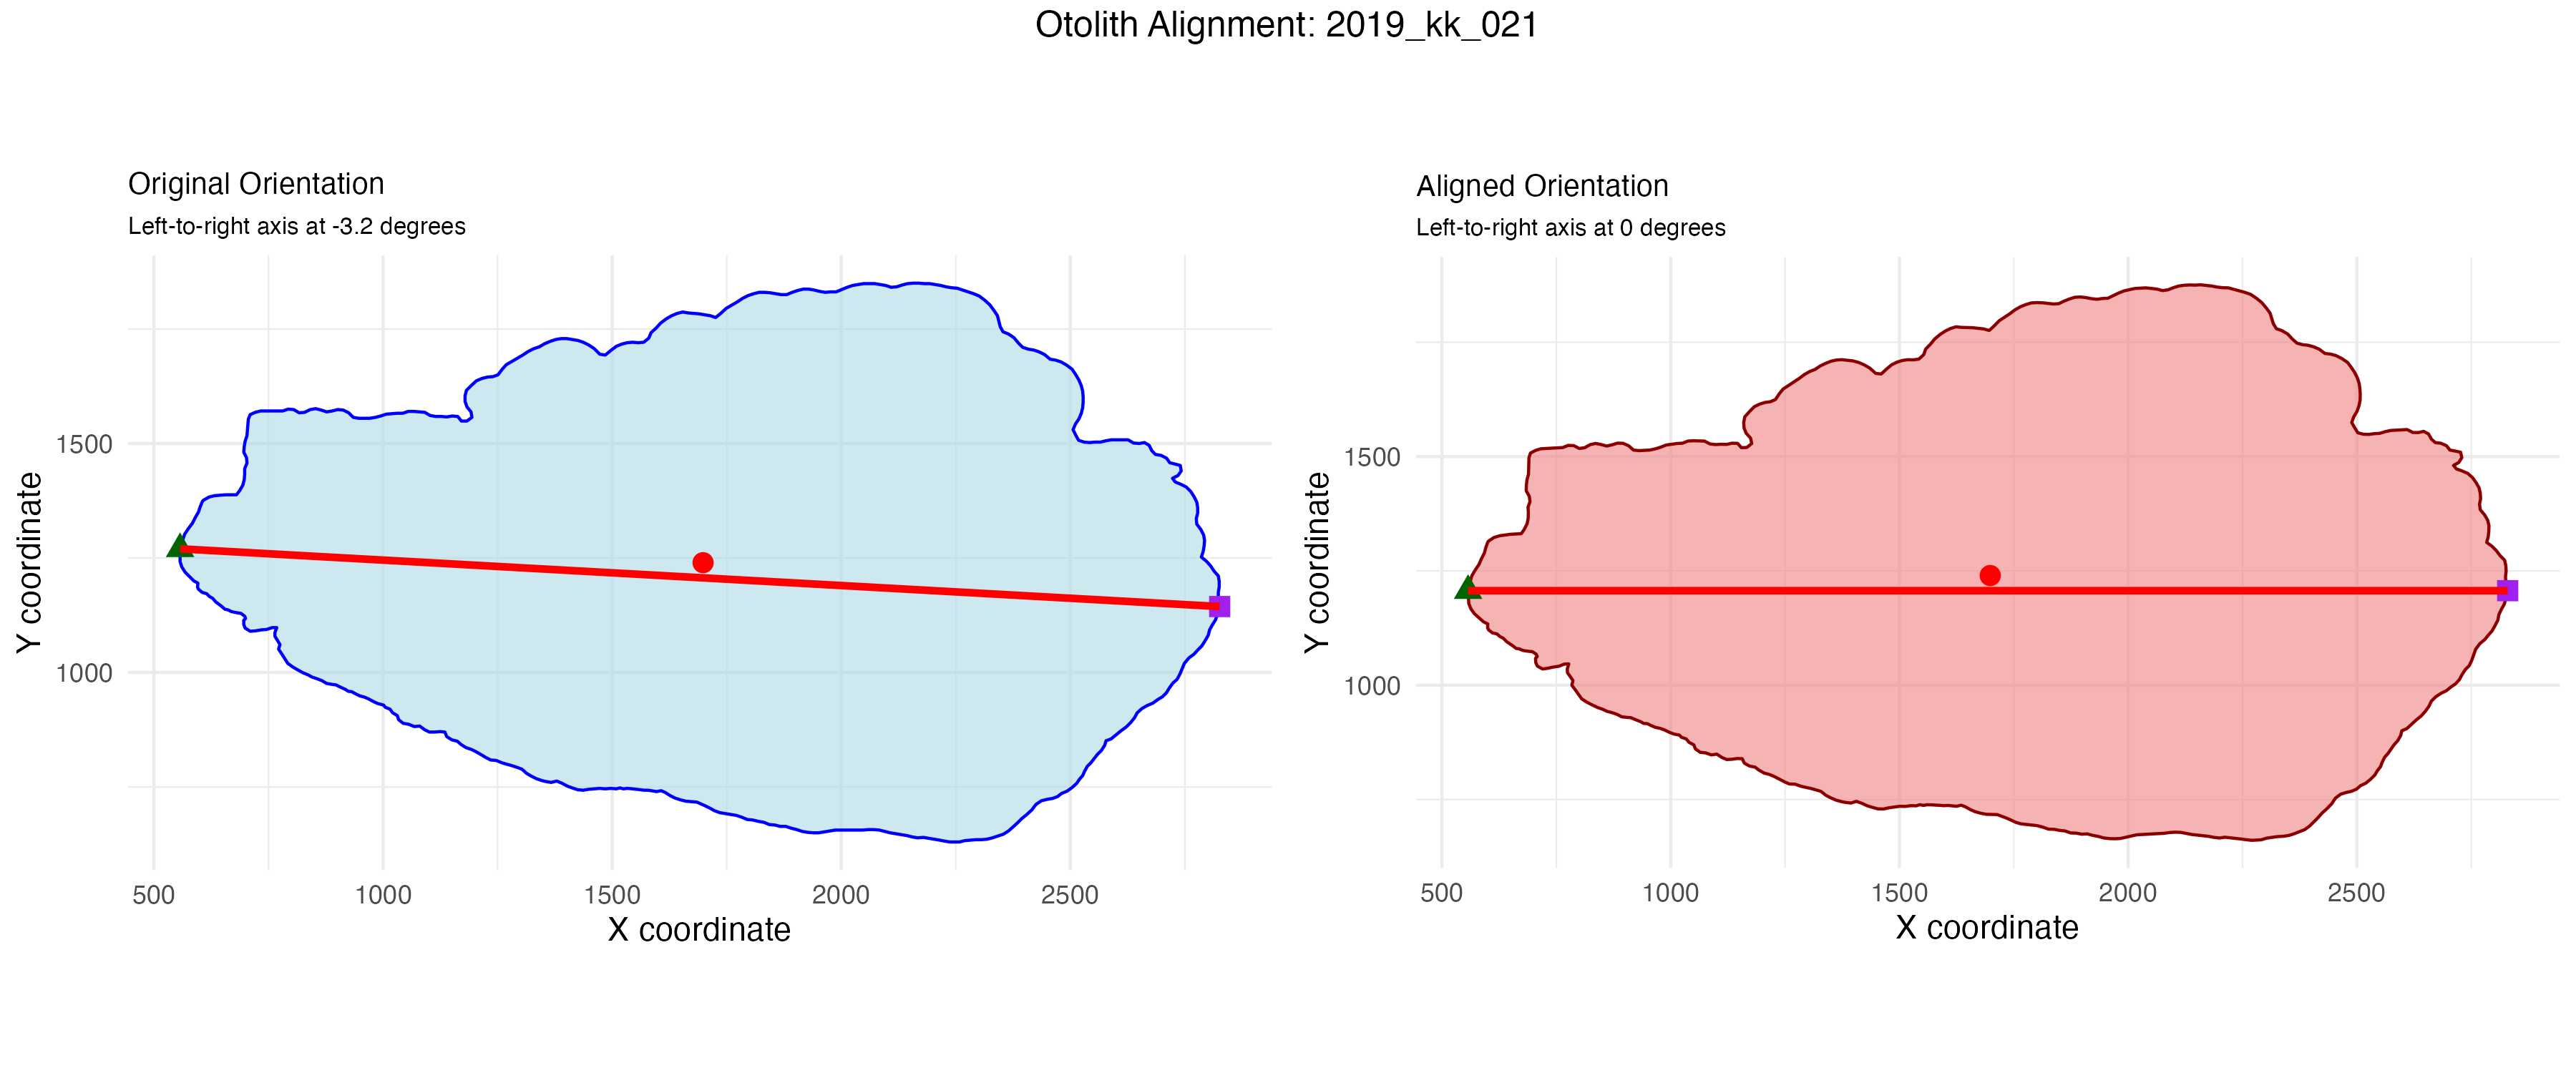 Otolith Alignment: 2019_kk_021
Original Orientation
Left-to-right axis at -3.2 degrees
Y coordinate
1500
1000
500 1000 1500 2000 2500
X coordinate
Aligned Orientation
Left-to-right axis at 0 degrees
Y coordinate
1500
1000
500 1000 1500 2000 2500
X coordinate